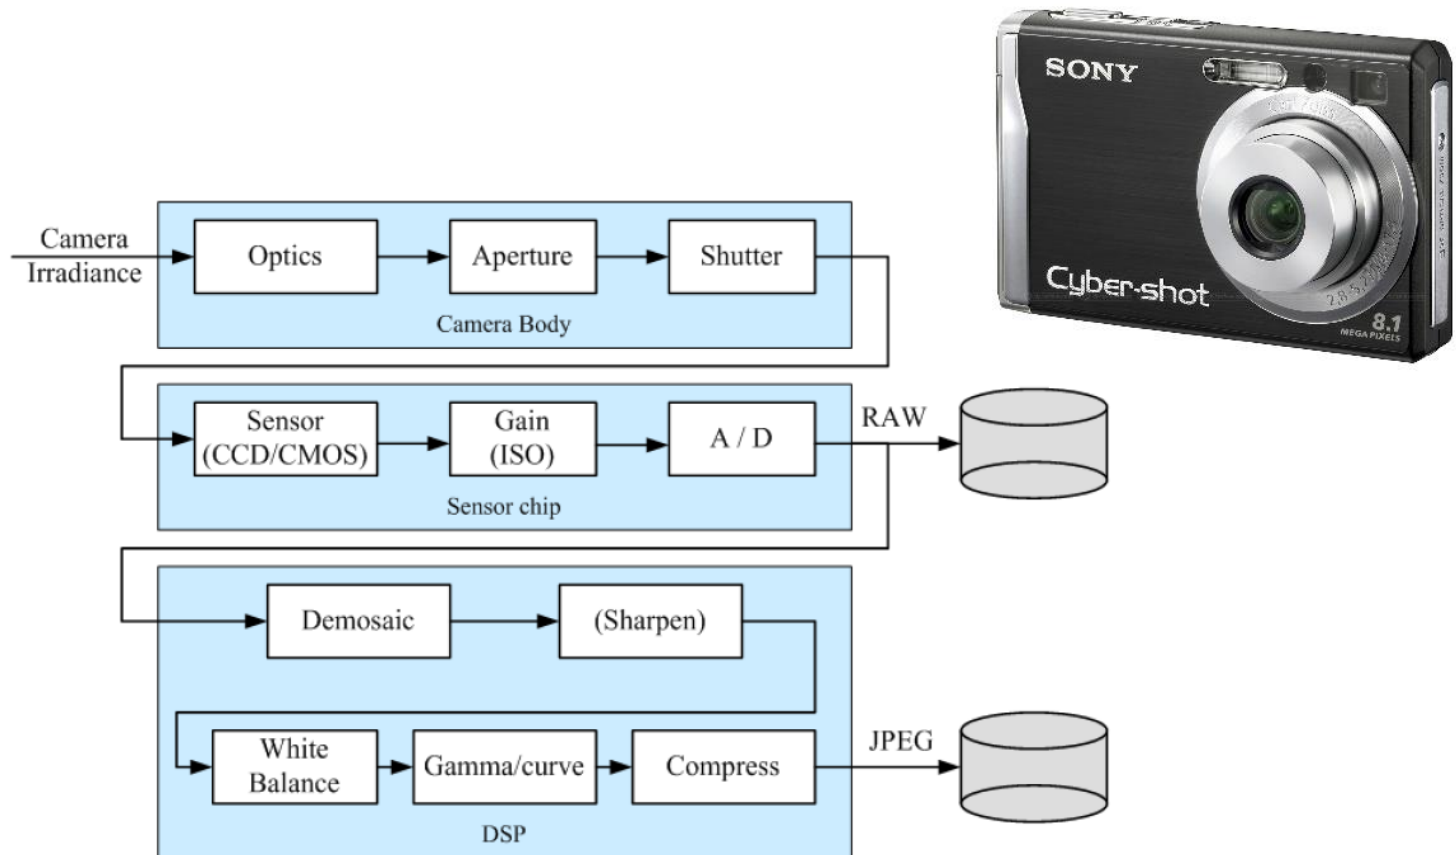 SONY
Cyber-shot
8.1
MEGA PIXELS
Camera
Irradiance
Optics
Aperture
Shutter
Camera Body
Sensor
(CCD/CMOS)
Gain
(ISO)
A / D
RAW
Sensor chip
Demosaic
(Sharpen)
White
Balance
Gamma/curve
Compress
JPEG
DSP